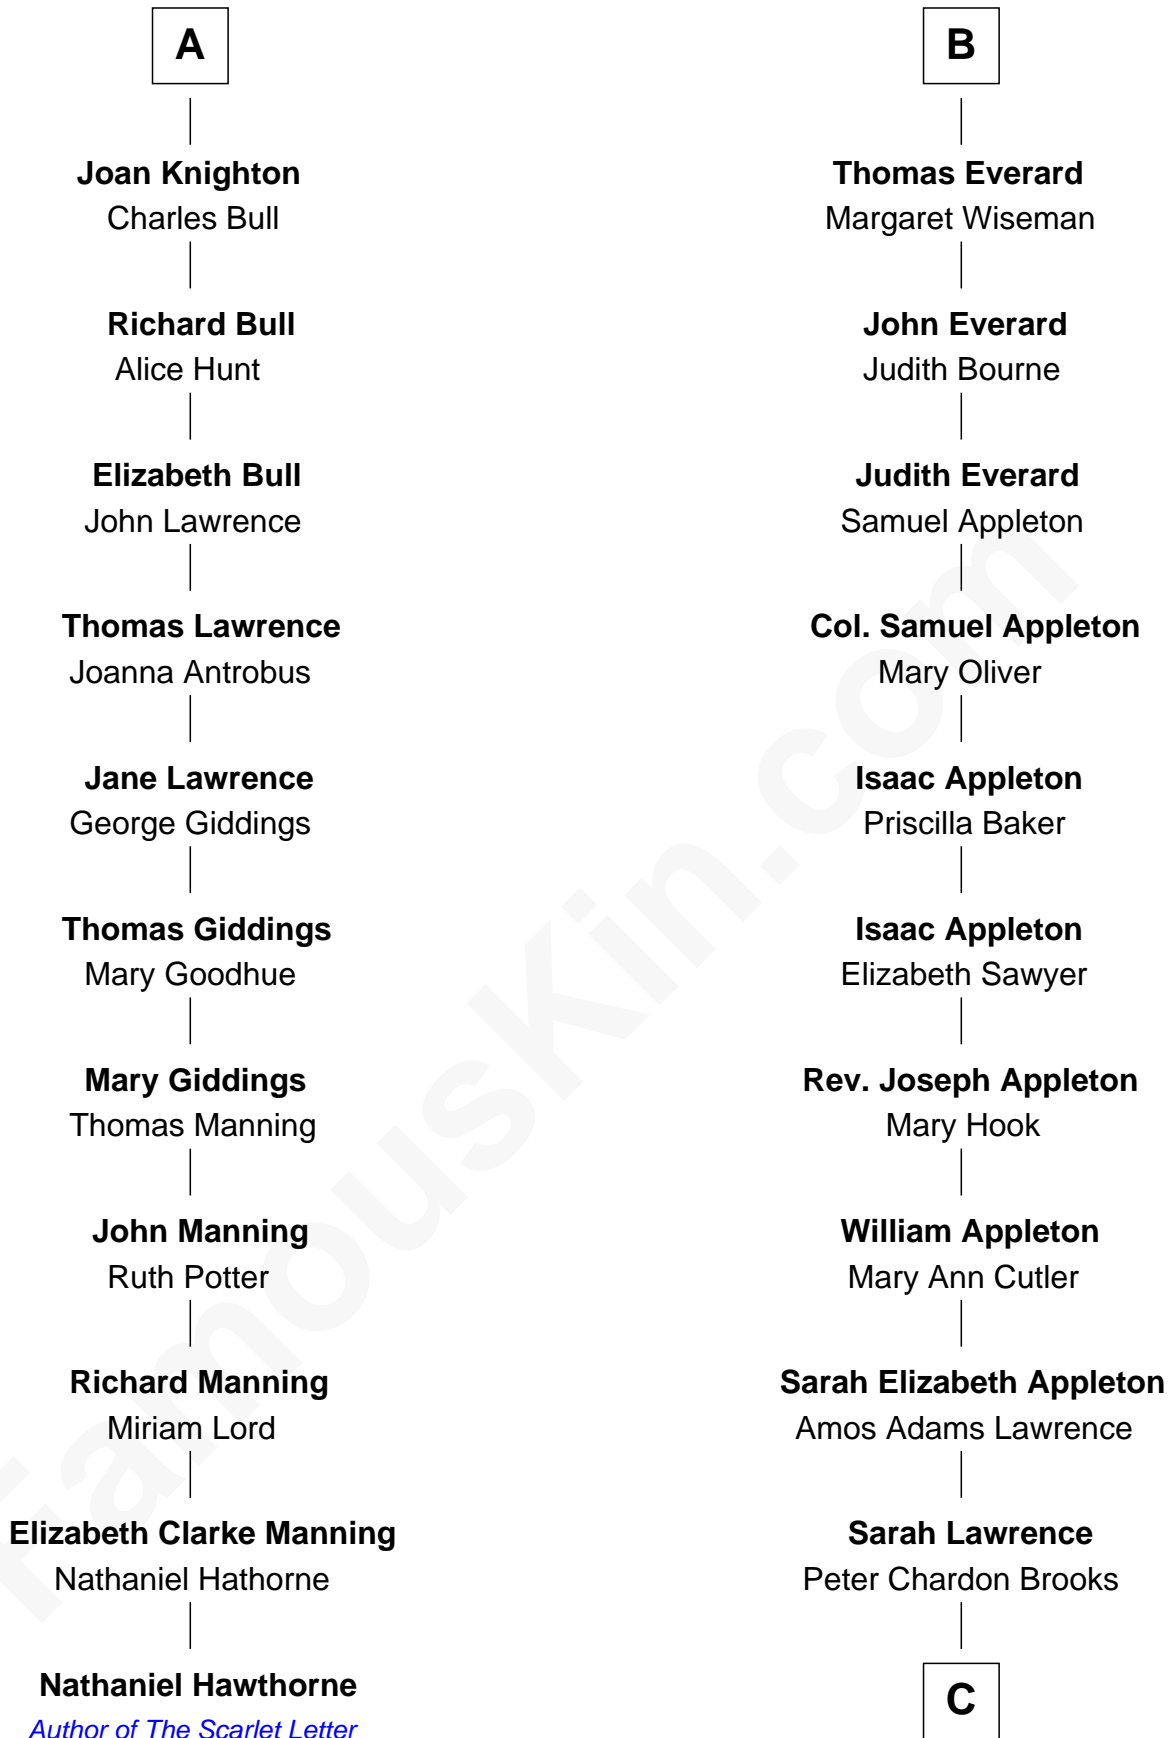 A
Joan Knighton
Charles Bull
Richard Bull
Alice Hunt
Elizabeth Bull
John Lawrence
Thomas Lawrence
Joanna Antrobus
Jane Lawrence
George Giddings
Thomas Giddings
Mary Goodhue
Mary Giddings
Thomas Manning
John Manning
Ruth Potter
Richard Manning
Miriam Lord
Elizabeth Clarke Manning
Nathaniel Hathorne
Nathaniel Hawthorne
Author of The Scarlet Letter
B
Thomas Everard
Margaret Wiseman
John Everard
Judith Bourne
Judith Everard
Samuel Appleton
Col. Samuel Appleton
Mary Oliver
Isaac Appleton
Priscilla Baker
Isaac Appleton
Elizabeth Sawyer
Rev. Joseph Appleton
Mary Hook
William Appleton
Mary Ann Cutler
Sarah Elizabeth Appleton
Amos Adams Lawrence
Sarah Lawrence
Peter Chardon Brooks
C
FamousKin.com